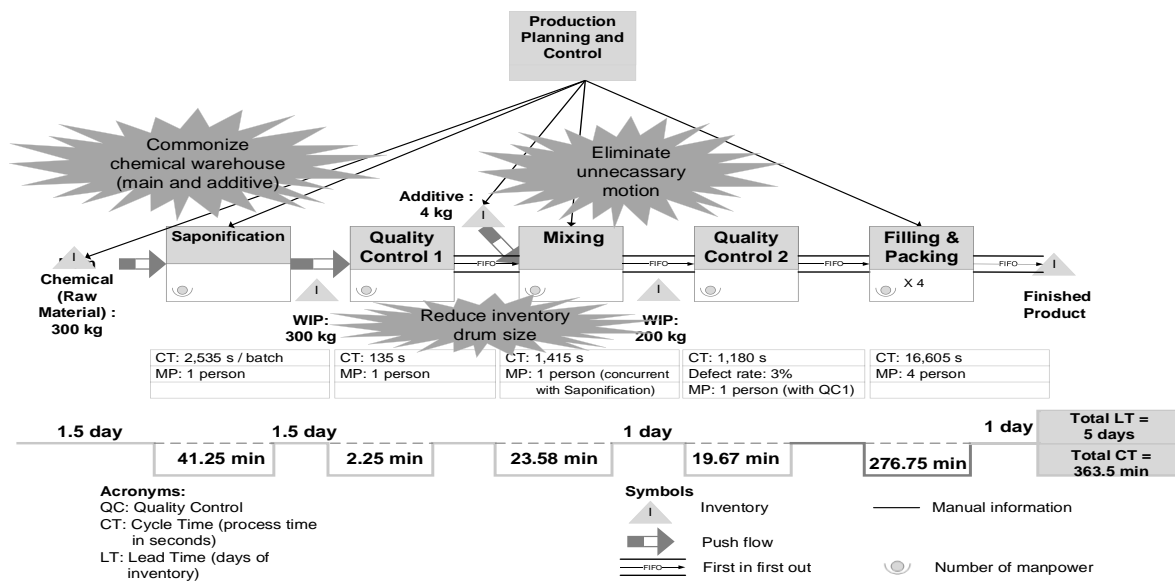 Production
Planning and
Control
Commonize
chemical warehouse
(main and additive)
Eliminate
unnecassary
motion
Additive :
4 kg
I
Saponification
Quality
Control 1
Mixing
Quality
Control 2
Filling &
Packing
I
FIFO
FIFO
FIFO
FIFO
I
X 4
Chemical
(Raw
Material) :
300 kg
I
WIP:
300 kg
Reduce inventory
drum size
I
WIP:
200 kg
Finished
Product
CT: 2,535 s / batch
MP: 1 person
CT: 135 s
MP: 1 person
CT: 1,415 s
MP: 1 person (concurrent
with Saponification)
CT: 1,180 s
Defect rate: 3%
MP: 1 person (with QC1)
CT: 16,605 s
MP: 4 person
1.5 day
1.5 day
1 day
1 day
Total LT =
5 days
41.25 min
2.25 min
23.58 min
19.67 min
276.75 min
Total CT =
363.5 min
Acronyms:
QC: Quality Control
CT: Cycle Time (process time
in seconds)
LT: Lead Time (days of
inventory)
Symbols
I
Inventory
Manual information
Push flow
FIFO
First in first out
Number of manpower